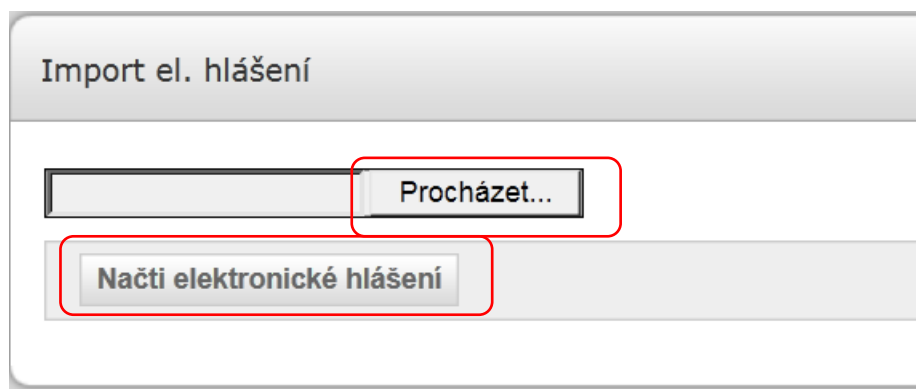 Import el. hlášení
Procházet...
Načti elektronické hlášení